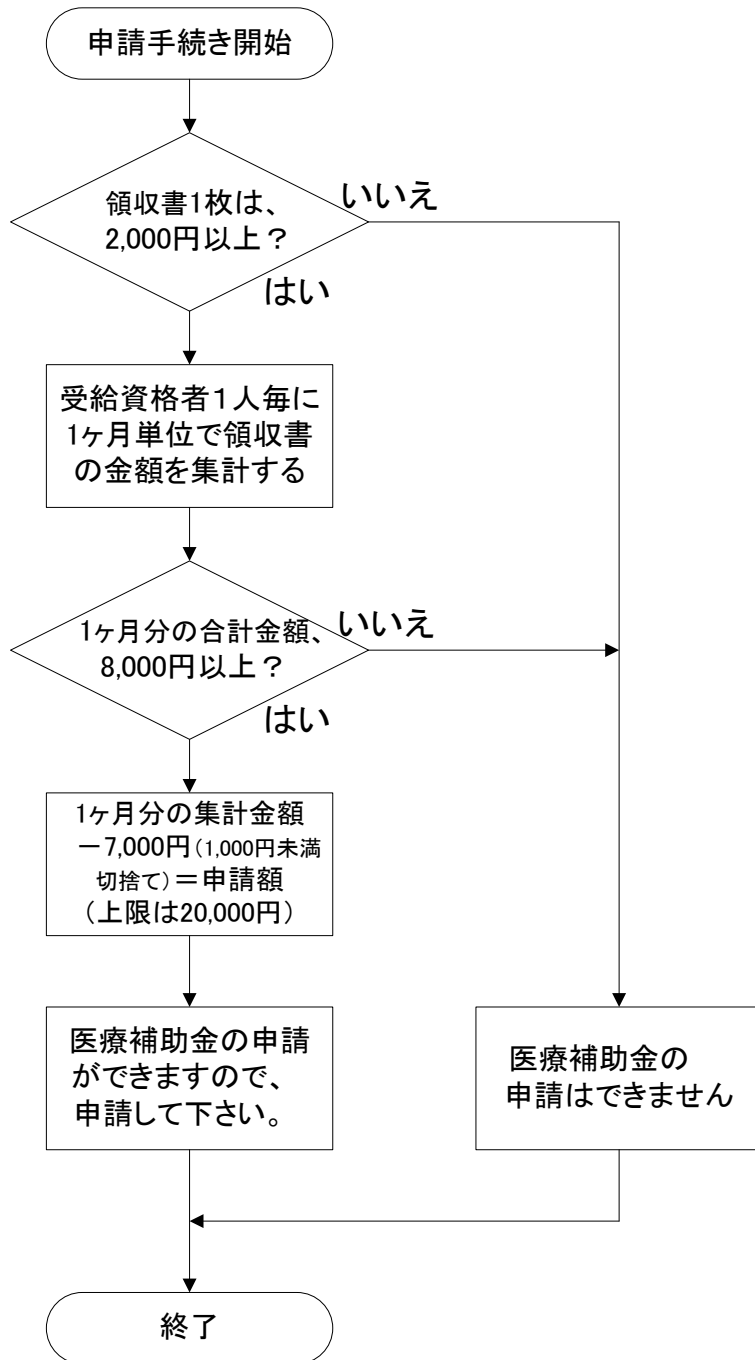 申請手続き開始
領収書1枚は、
2,000円以上？
いいえ
はい
受給資格者１人毎に
1ヶ月単位で領収書
の金額を集計する
1ヶ月分の合計金額、
8,000円以上？
いいえ
はい
1ヶ月分の集計金額
－7,000円（1,000円未満
切捨て）＝申請額
（上限は20,000円）
医療補助金の申請
ができますので、
申請して下さい。
医療補助金の
申請はできません
終了